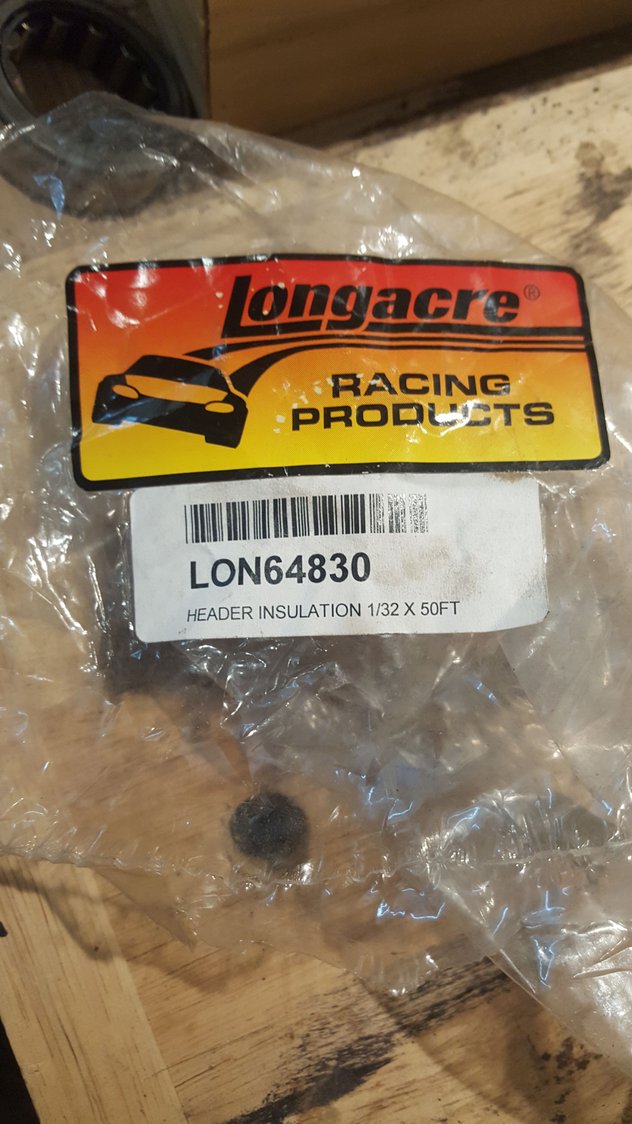 Longacre®
RACING
PRODUCTS
LON64830
HEADER INSULATION 1/32 X 50FT